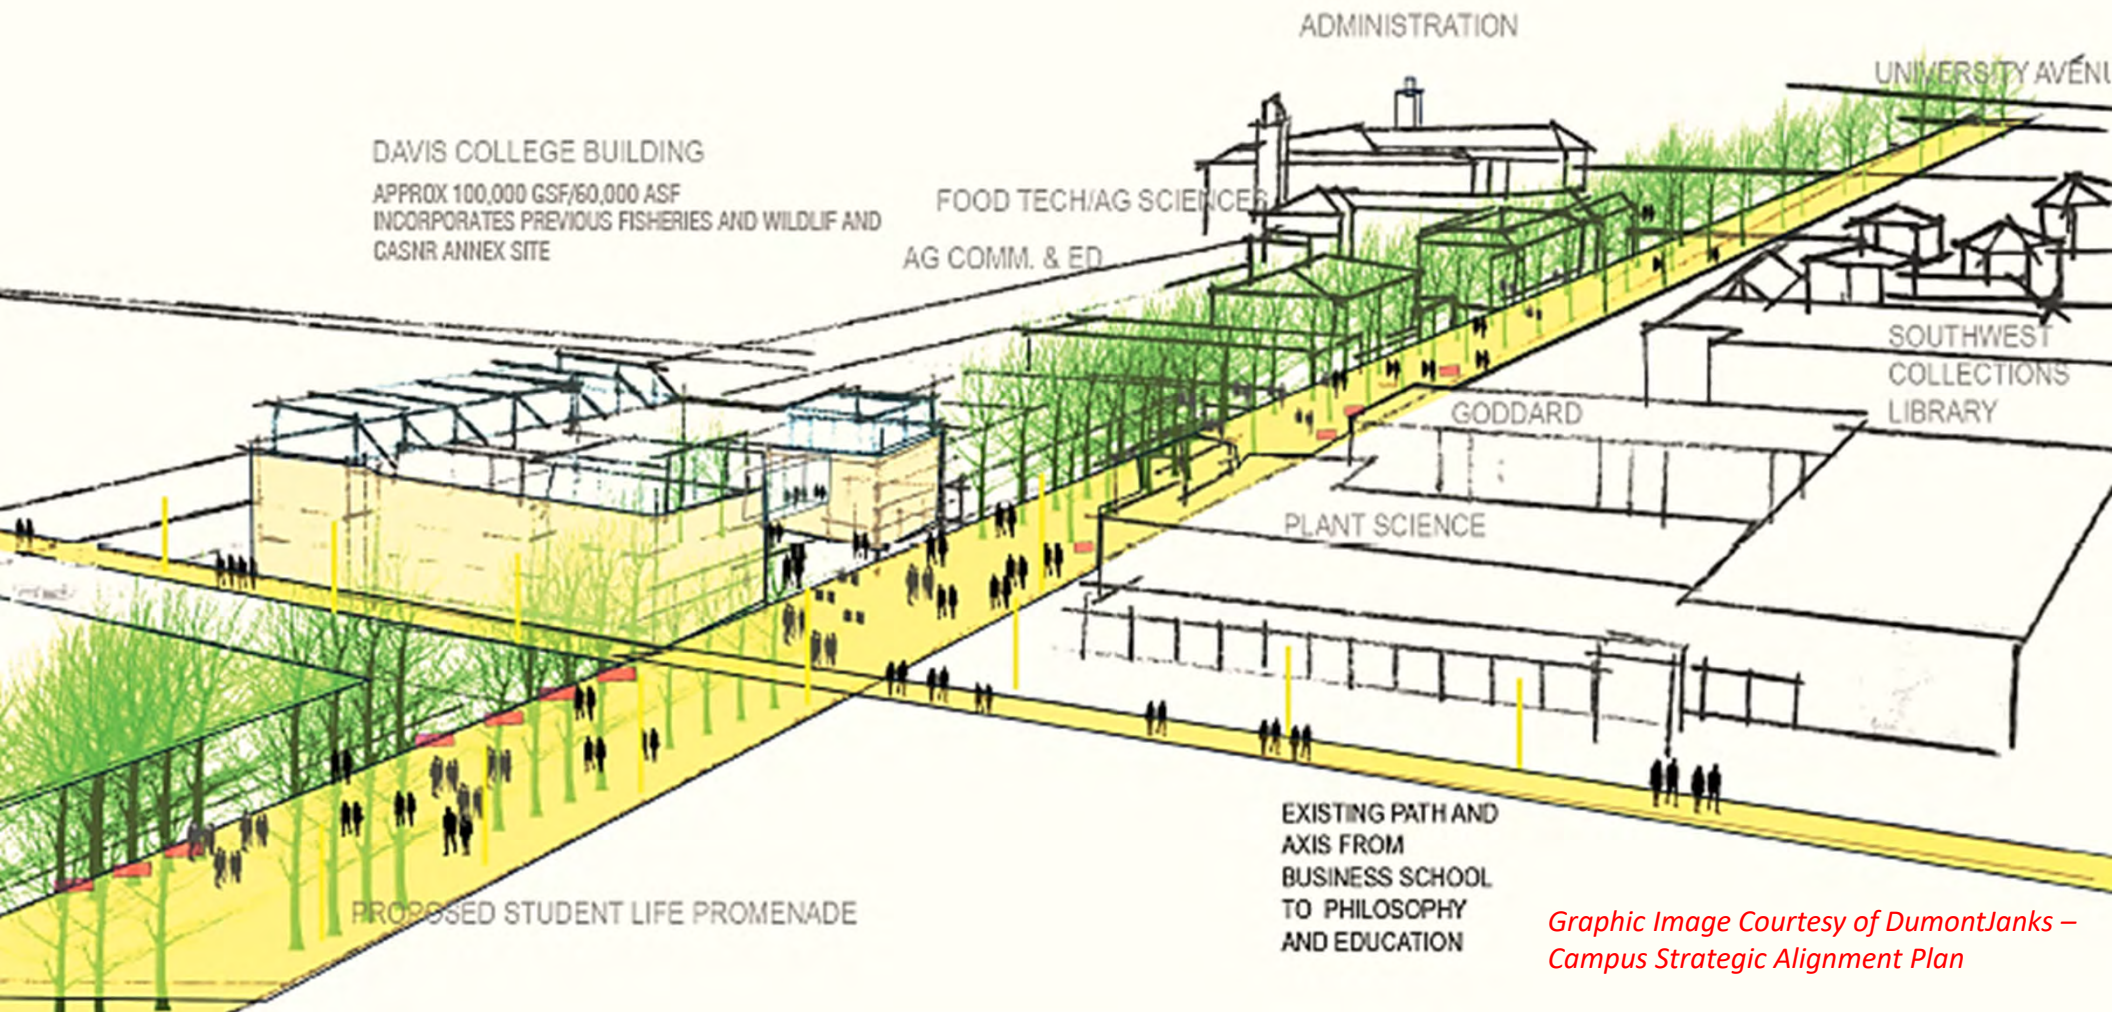 ADMINISTRATION
UNIVERSITY AVENU
DAVIS COLLEGE BUILDING
APPROX 100,000 GSF/60,000 ASF
INCORPORATES PREVIOUS FISHERIES AND WILDLIF AND
CASNR ANNEX SITE
FOOD TECH/AG SCIENCES
AG COMM. & ED
SOUTHWEST
COLLECTIONS
LIBRARY
GODDARD
PLANT SCIENCE
EXISTING PATH AND
AXIS FROM
BUSINESS SCHOOL
TO PHILOSOPHY
AND EDUCATION
PROPOSED STUDENT LIFE PROMENADE
Graphic Image Courtesy of DumontJanks –
Campus Strategic Alignment Plan